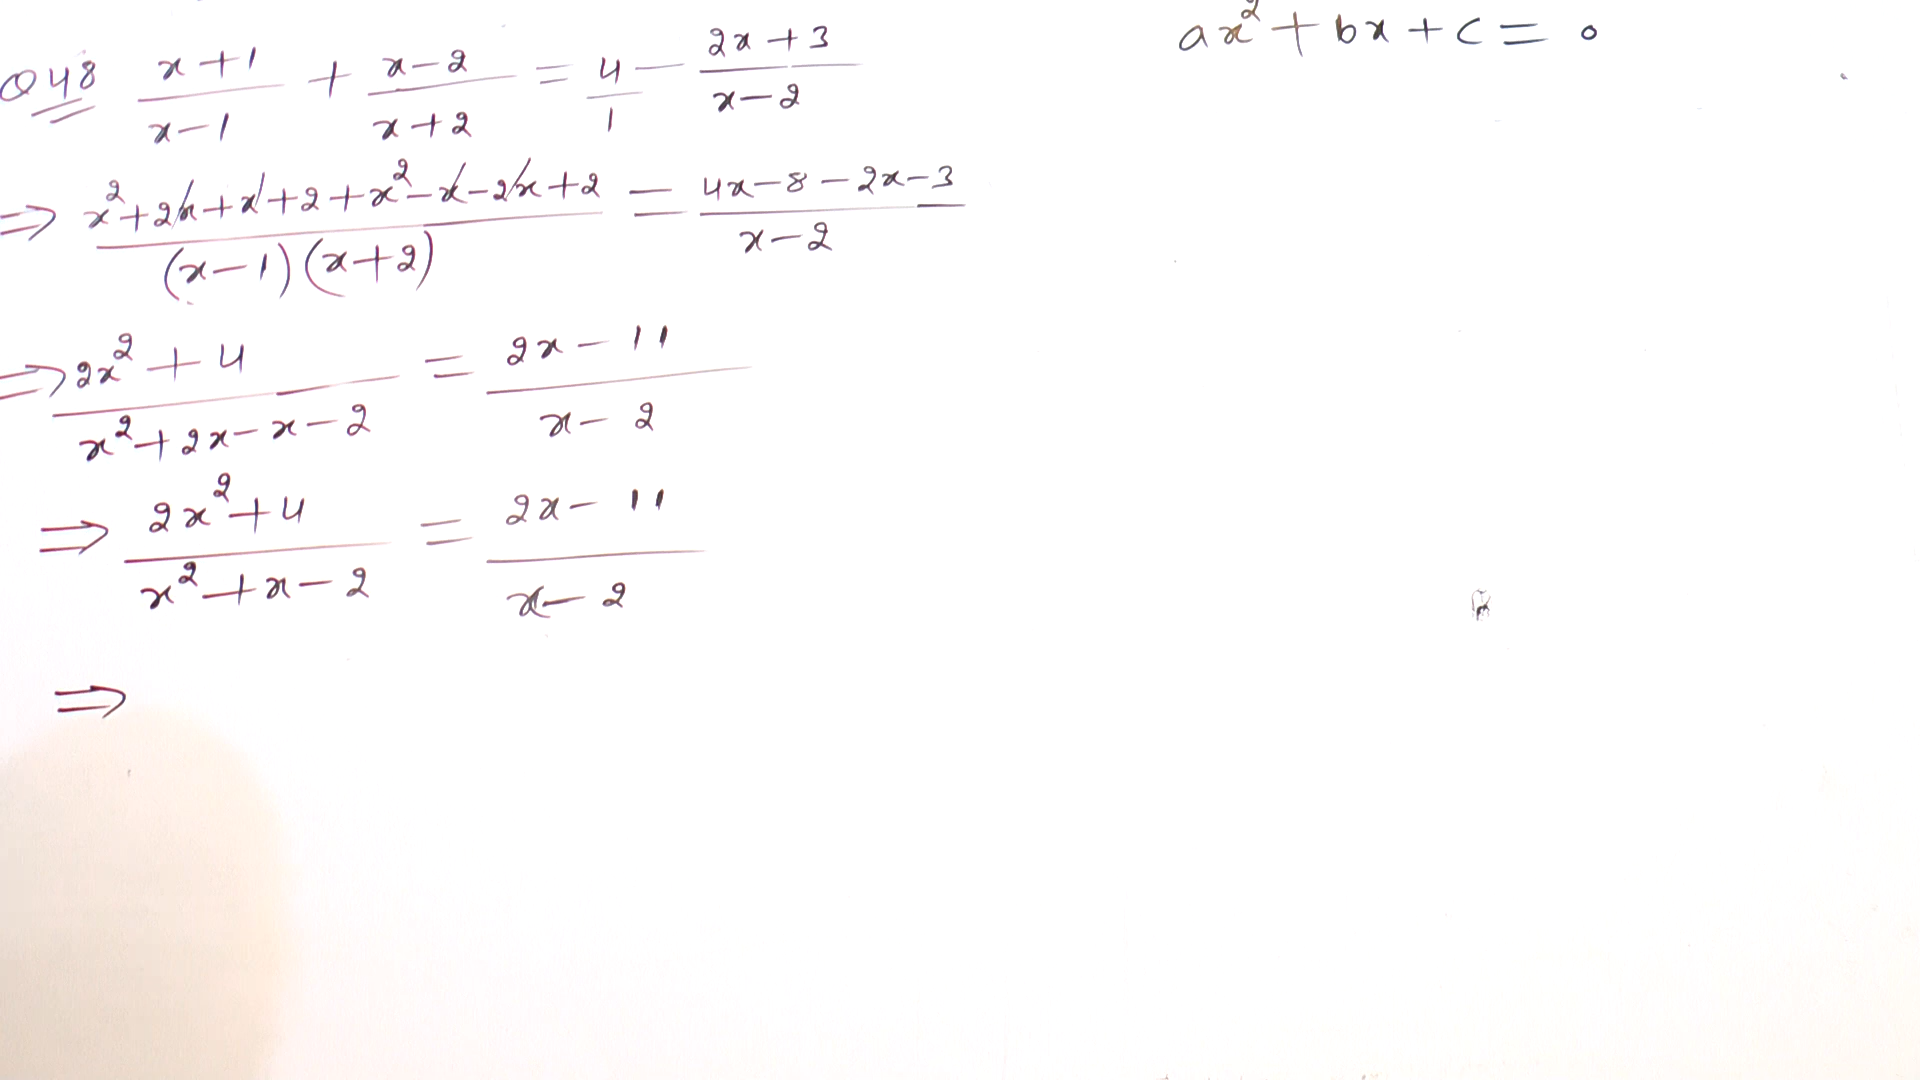 Q48 (x+1)/(x-1) + (x-2)/(x+2) = 4/1 - (2x+3)/(x-2)
ax²+bx+c=0
⇒ (x²+2x+x+2+x²-x-2x+2)/((x-1)(x+2)) = (4x-8-2x-3)/(x-2)
⇒ (2x²+4)/(x²+2x-x-2) = (2x-11)/(x-2)
⇒ (2x²+4)/(x²+x-2) = (2x-11)/(x-2)
⇒